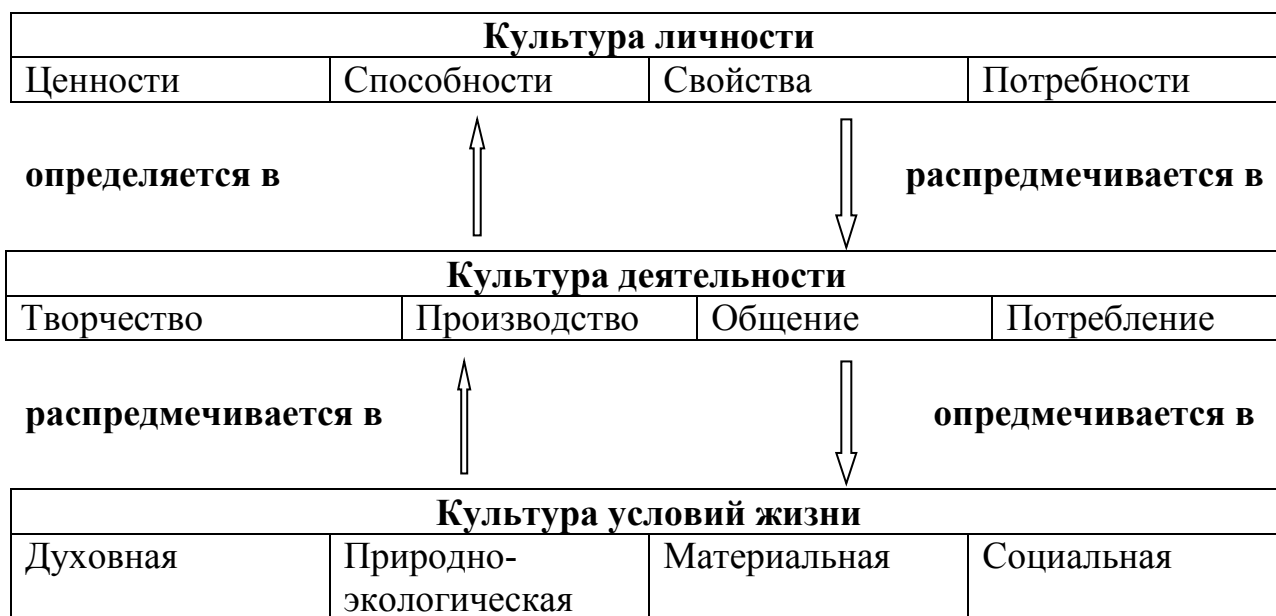 Культура личности
Ценности Способности Свойства Потребности
определяется в распредмечивается в
Культура деятельности
Творчество Производство Общение Потребление
распредмечивается в опредмечивается в
Культура условий жизни
Духовная Природно- Материальная Социальная
экологическая